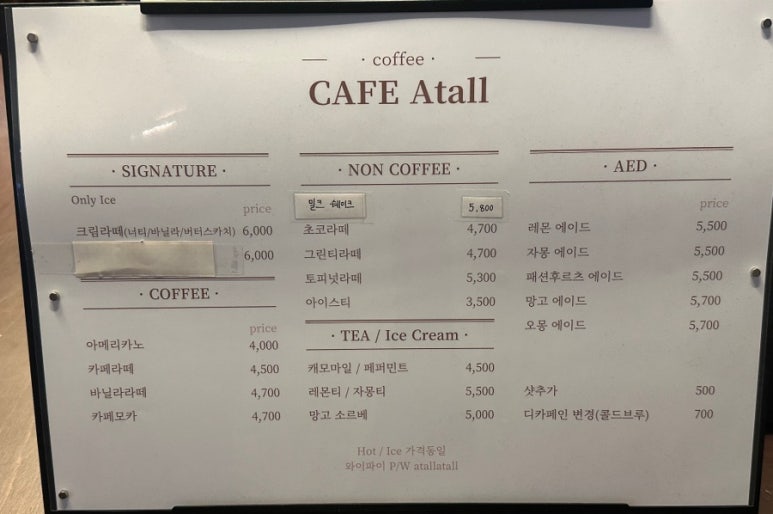 · coffee ·
CAFE Atall
· SIGNATURE ·
Only Ice
price
크림라떼(너티/바닐라/버터스카치) 6,000
6,000
· COFFEE ·
price
아메리카노 4,000
카페라떼 4,500
바닐라라떼 4,700
카페모카 4,700
· NON COFFEE ·
밀크 쉐이크 5,800
초코라떼 4,700
그린티라떼 4,700
토피넛라떼 5,300
아이스티 3,500
· TEA / Ice Cream ·
캐모마일 / 페퍼민트 4,500
레몬티 / 자몽티 5,500
망고 소르베 5,000
· AED ·
price
레몬 에이드 5,500
자몽 에이드 5,500
패션후르츠 에이드 5,500
망고 에이드 5,700
오몽 에이드 5,700
샷추가 500
디카페인 변경(콜드브루) 700
Hot / Ice 가격동일
와이파이 P/W atallatall